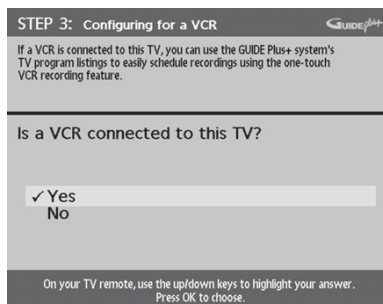 STEP 3: Configuring for a VCR
GUIDE Plus+
If a VCR is connected to this TV, you can use the GUIDE Plus+ system's
TV program listings to easily schedule recordings using the one-touch
VCR recording feature.
Is a VCR connected to this TV?
✓ Yes
No
On your TV remote, use the up/down keys to highlight your answer.
Press OK to choose.